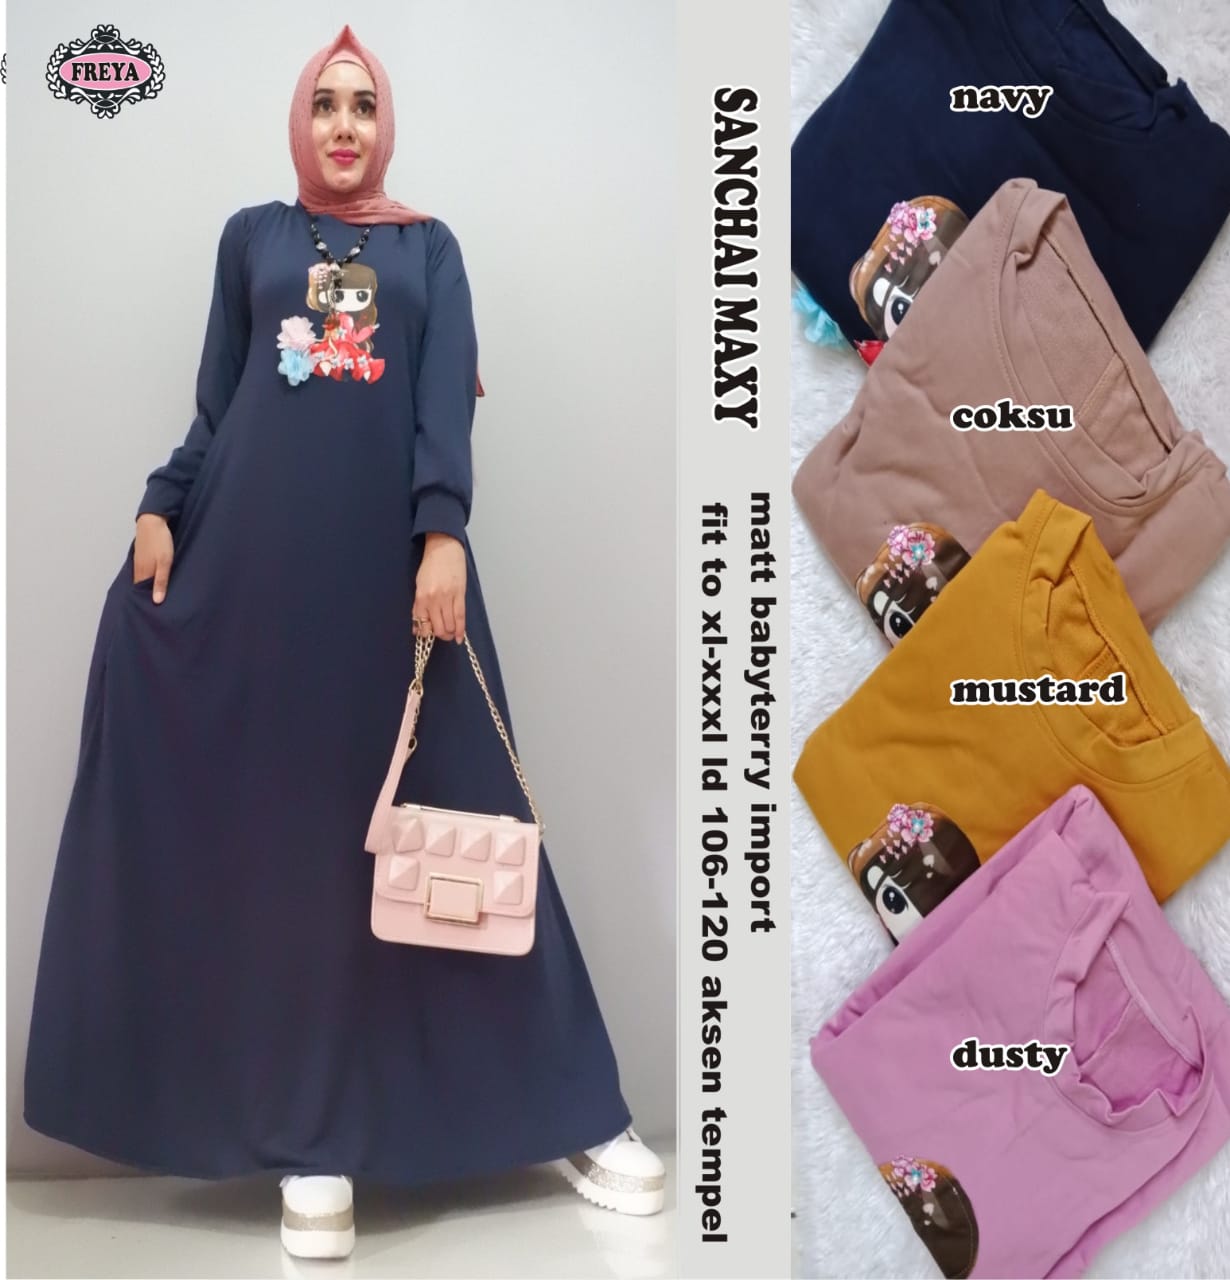 FREYA
SANCHAI MAXY
matt babyterry import
fit to xl-xxxl ld 106-120 aksen tempel
navy
coksu
mustard
dusty